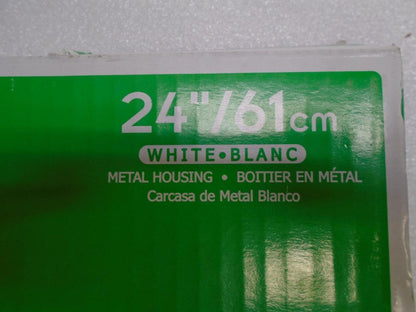 24"/61cm
WHITE•BLANC
METAL HOUSING • BOITIER EN MÉTAL
Carcasa de Metal Blanco